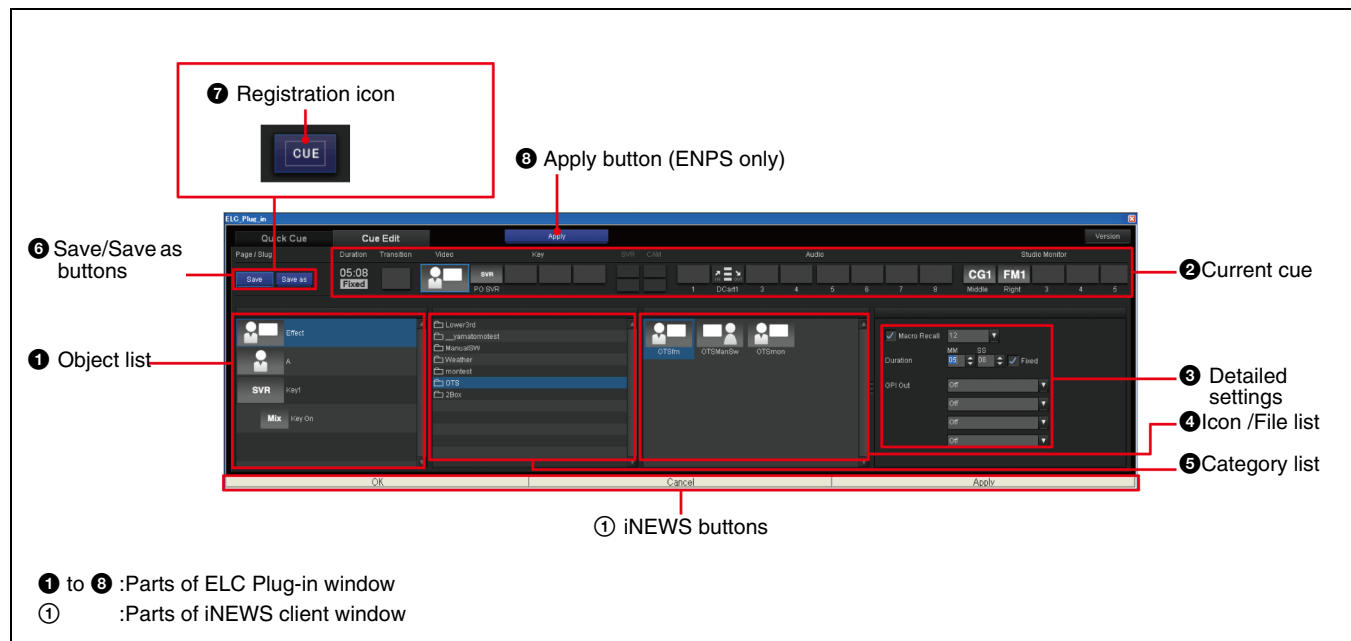 ❼ Registration icon
CUE
❽ Apply button (ENPS only)
❻ Save/Save as
buttons
ELC_Plug_in
Quick Cue
Cue Edit
Apply
Version
Page / Slug
Duration
Transition
Video
Key
SVR
CAM
Audio
Studio Monitor
❷Current cue
Save
Save as
05:08
Fixed
SVR
PO SVR
1
DCart1
3
4
5
6
7
8
CG1
FM1
Middle
Right
3
4
5
❶ Object list
Effect
A
SVR
Key1
Mix
Key On
Lower3rd
__yamatomotest
ManualSW
Weather
montest
OTS
2Box
OTSfm
OTSManSw
OTSmon
Macro Recall
12
MM
SS
Duration
05
08
Fixed
GPI Out
Off
Off
Off
Off
❸ Detailed
settings
❹Icon /File list
❺Category list
OK
Cancel
Apply
① iNEWS buttons
❶ to ❽ :Parts of ELC Plug-in window
① :Parts of iNEWS client window